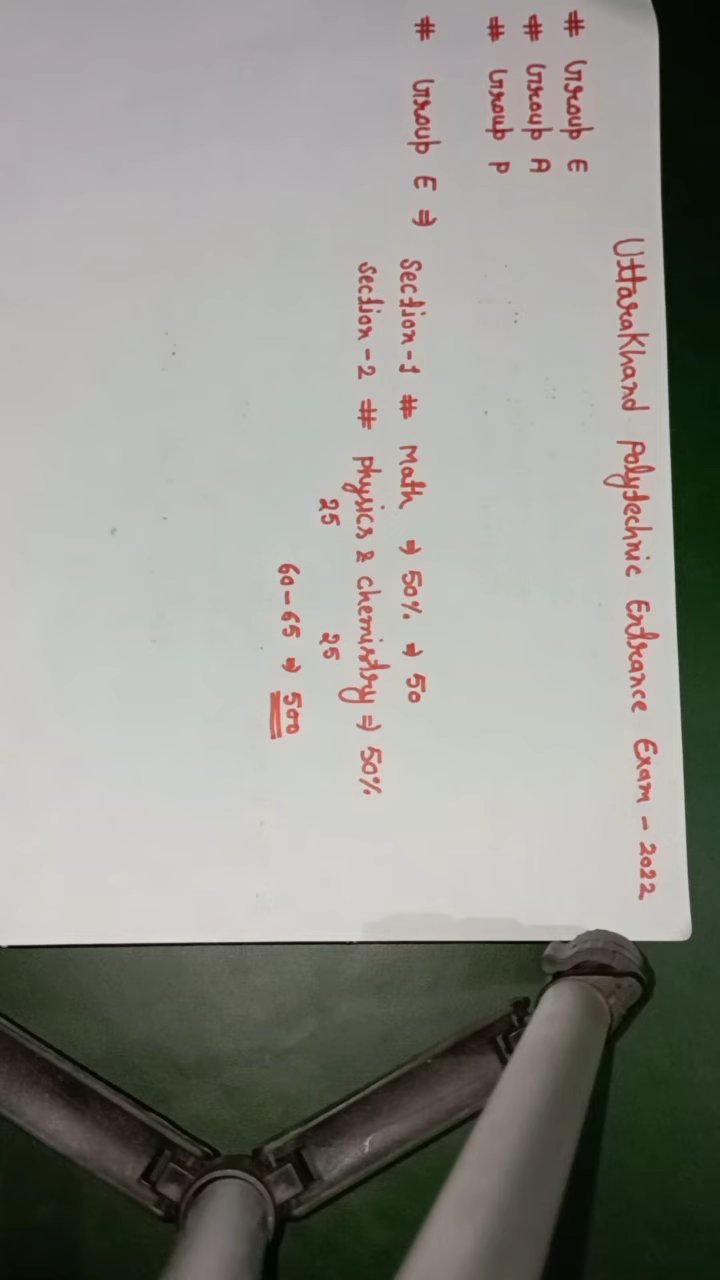 Uttarakhand Polytechnic Entrance Exam - 2022
# Group E
# Group A
# Group P
# Group E ⇒ Section-1 # Math ⇒ 50% ⇒ 50
Section-2 # physics & chemistry ⇒ 50%
25 25
60-65 ⇒ 500